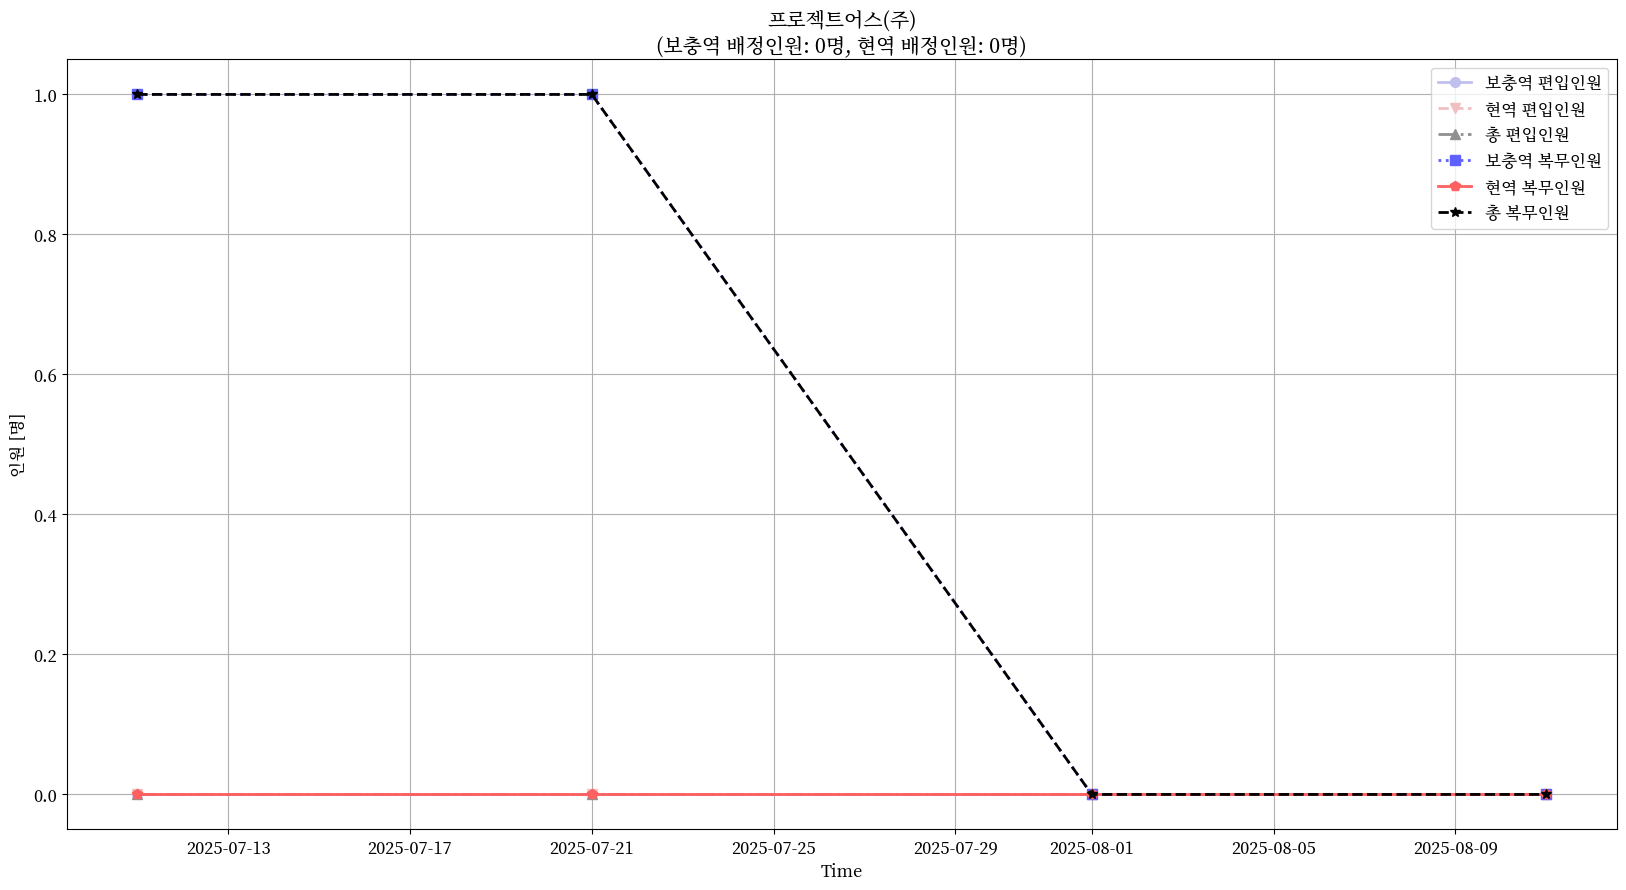 프로젝트어스(주)
(보충역 배정인원: 0명, 현역 배정인원: 0명)
보충역 편입인원
현역 편입인원
총 편입인원
보충역 복무인원
현역 복무인원
총 복무인원
인원 [명]
1.0
0.8
0.6
0.4
0.2
0.0
2025-07-13
2025-07-17
2025-07-21
2025-07-25
2025-07-29
2025-08-01
2025-08-05
2025-08-09
Time